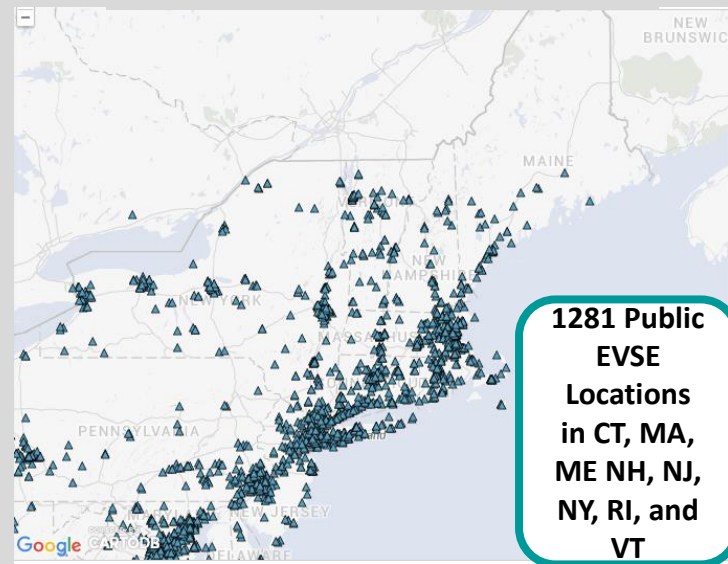 −
NEW
BRUNSWIC
MAINE
NEW
HAMPSHIRE
NEW YORK
MASSACHUS
PENNSYLVANIA
NEW JERSEY
DELAWARE
Google
CARTODB
1281 Public
EVSE
Locations
in CT, MA,
ME NH, NJ,
NY, RI, and
VT